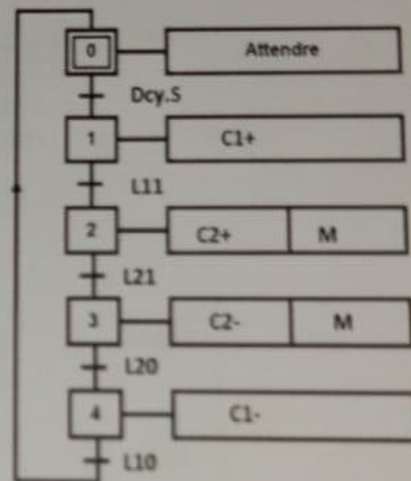 0 Attendre
Dcy.S
1 C1+
L11
2 C2+ M
L21
3 C2- M
L20
4 C1-
L10